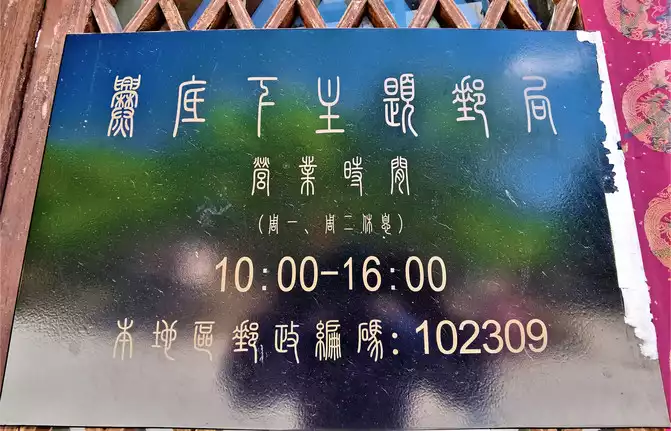 爨底下主題郵局
營業時間
(周一、周二休息)
10:00-16:00
本地區郵政編碼: 102309